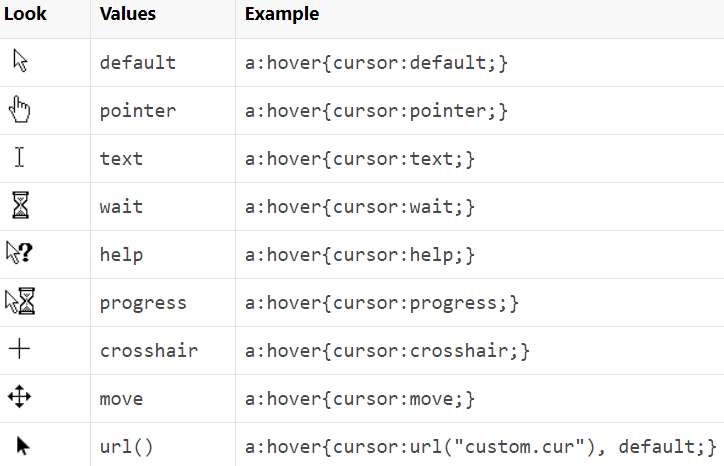 Look Values Example
default a:hover{cursor:default;}
pointer a:hover{cursor:pointer;}
text a:hover{cursor:text;}
wait a:hover{cursor:wait;}
help a:hover{cursor:help;}
progress a:hover{cursor:progress;}
crosshair a:hover{cursor:crosshair;}
move a:hover{cursor:move;}
url() a:hover{cursor:url("custom.cur"), default;}